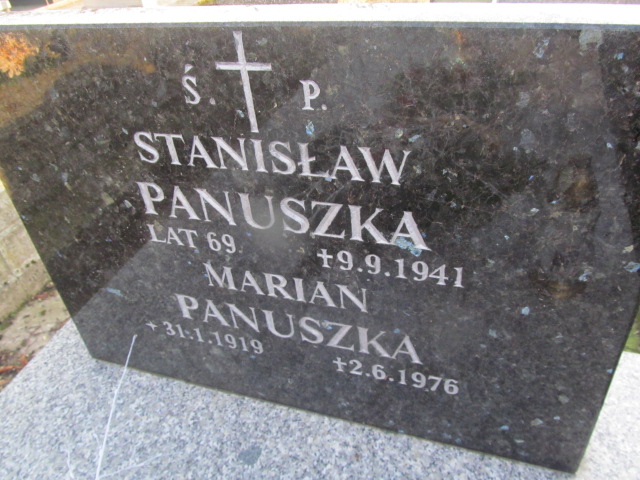 Ś. P.
STANISŁAW
PANUSZKA
LAT 69. +9.9.1941
MARIAN
PANUSZKA
+31.1.1919 +2.6.1976